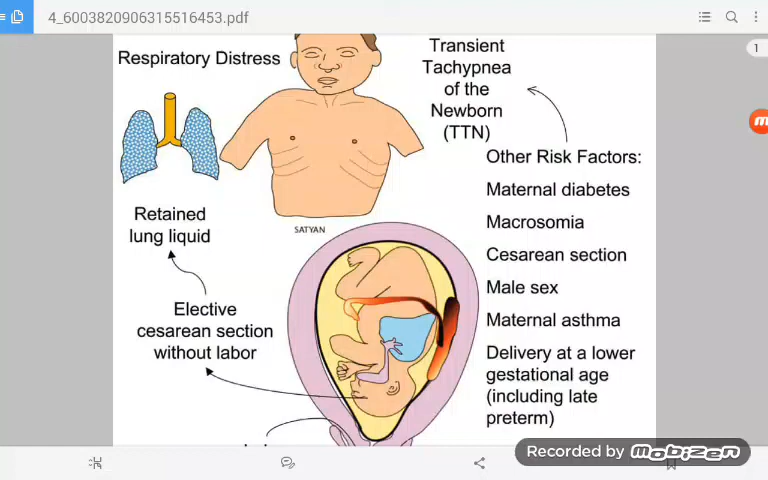 4_6003820906315516453.pdf
1
Respiratory Distress
Transient
Tachypnea
of the
Newborn
(TTN)
Other Risk Factors:
Maternal diabetes
Macrosomia
Cesarean section
Male sex
Maternal asthma
Delivery at a lower
gestational age
(including late
preterm)
Retained
lung liquid
SATYAN
Elective
cesarean section
without labor
Recorded by
mobizen